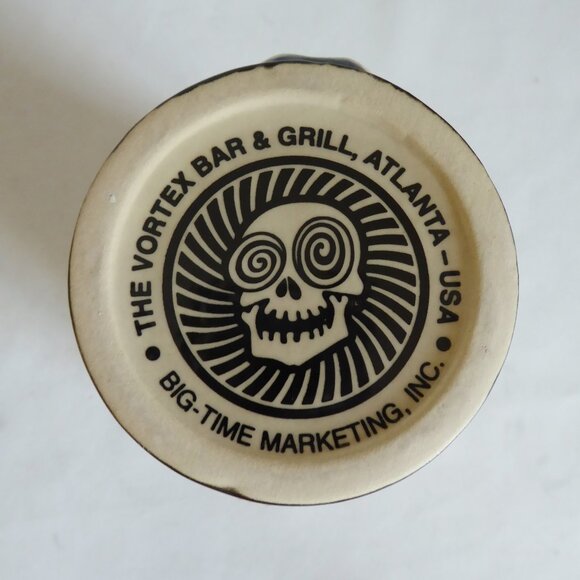 THE VORTEX BAR & GRILL, ATLANTA – USA
• BIG-TIME MARKETING, INC. •